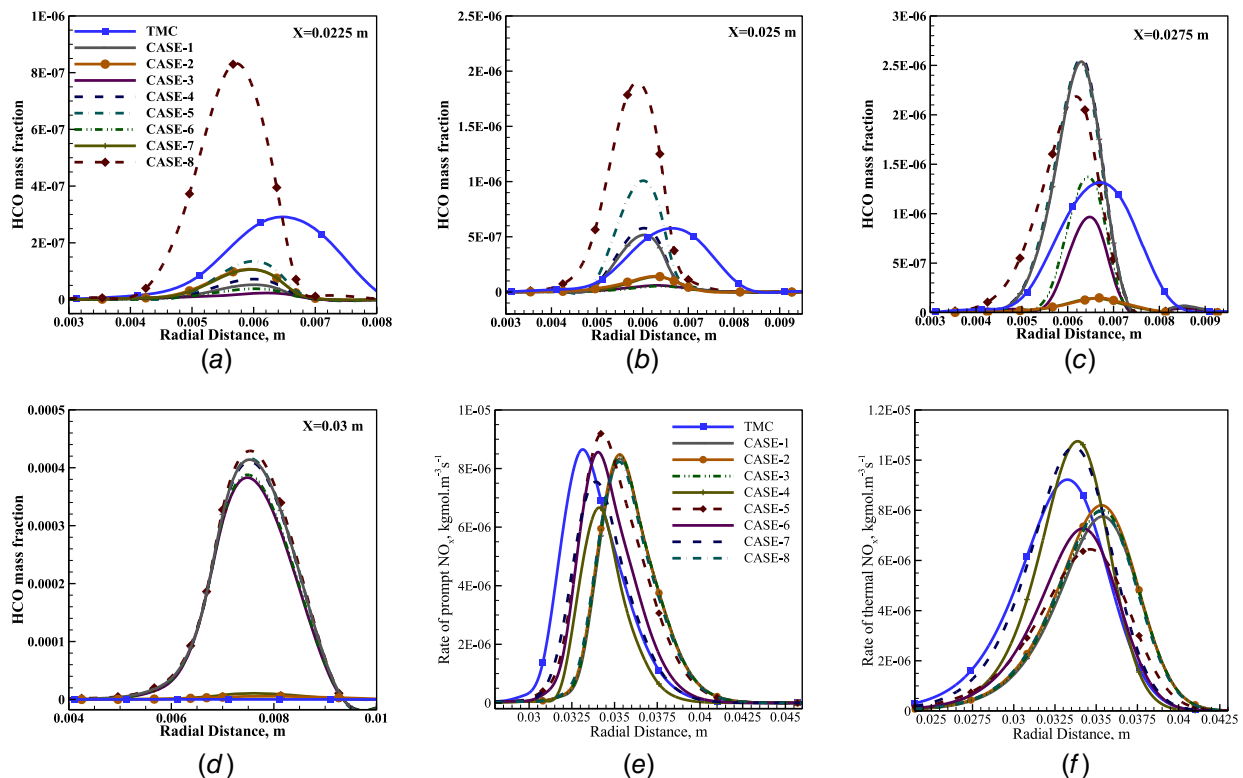 1E-06
8E-07
6E-07
4E-07
2E-07
0
HCO mass fraction
TMC
CASE-1
CASE-2
CASE-3
CASE-4
CASE-5
CASE-6
CASE-7
CASE-8
X=0.0225 m
0.003 0.004 0.005 0.006 0.007 0.008
Radial Distance, m
(a)
2.5E-06
2E-06
1.5E-06
1E-06
5E-07
0
HCO mass fraction
X=0.025 m
0.003 0.004 0.005 0.006 0.007 0.008 0.009
Radial Distance, m
(b)
3E-06
2.5E-06
2E-06
1.5E-06
1E-06
5E-07
0
HCO mass fraction
X=0.0275 m
0.003 0.004 0.005 0.006 0.007 0.008 0.009
Radial Distance, m
(c)
0.0005
0.0004
0.0003
0.0002
0.0001
0
HCO mass fraction
X=0.03 m
0.004 0.006 0.008 0.01
Radial Distance, m
(d)
1E-05
8E-06
6E-06
4E-06
2E-06
0
Rate of prompt NOx, kgmol.m-3 s-1
TMC
CASE-1
CASE-2
CASE-3
CASE-4
CASE-5
CASE-6
CASE-7
CASE-8
0.03 0.0325 0.035 0.0375 0.04 0.0425 0.045
Radial Distance, m
(e)
1.2E-05
1E-05
8E-06
6E-06
4E-06
2E-06
0
Rate of thermal NOx, kgmol.m-3 s-1
0.025 0.0275 0.03 0.0325 0.035 0.0375 0.04 0.0425
Radial Distance, m
(f)